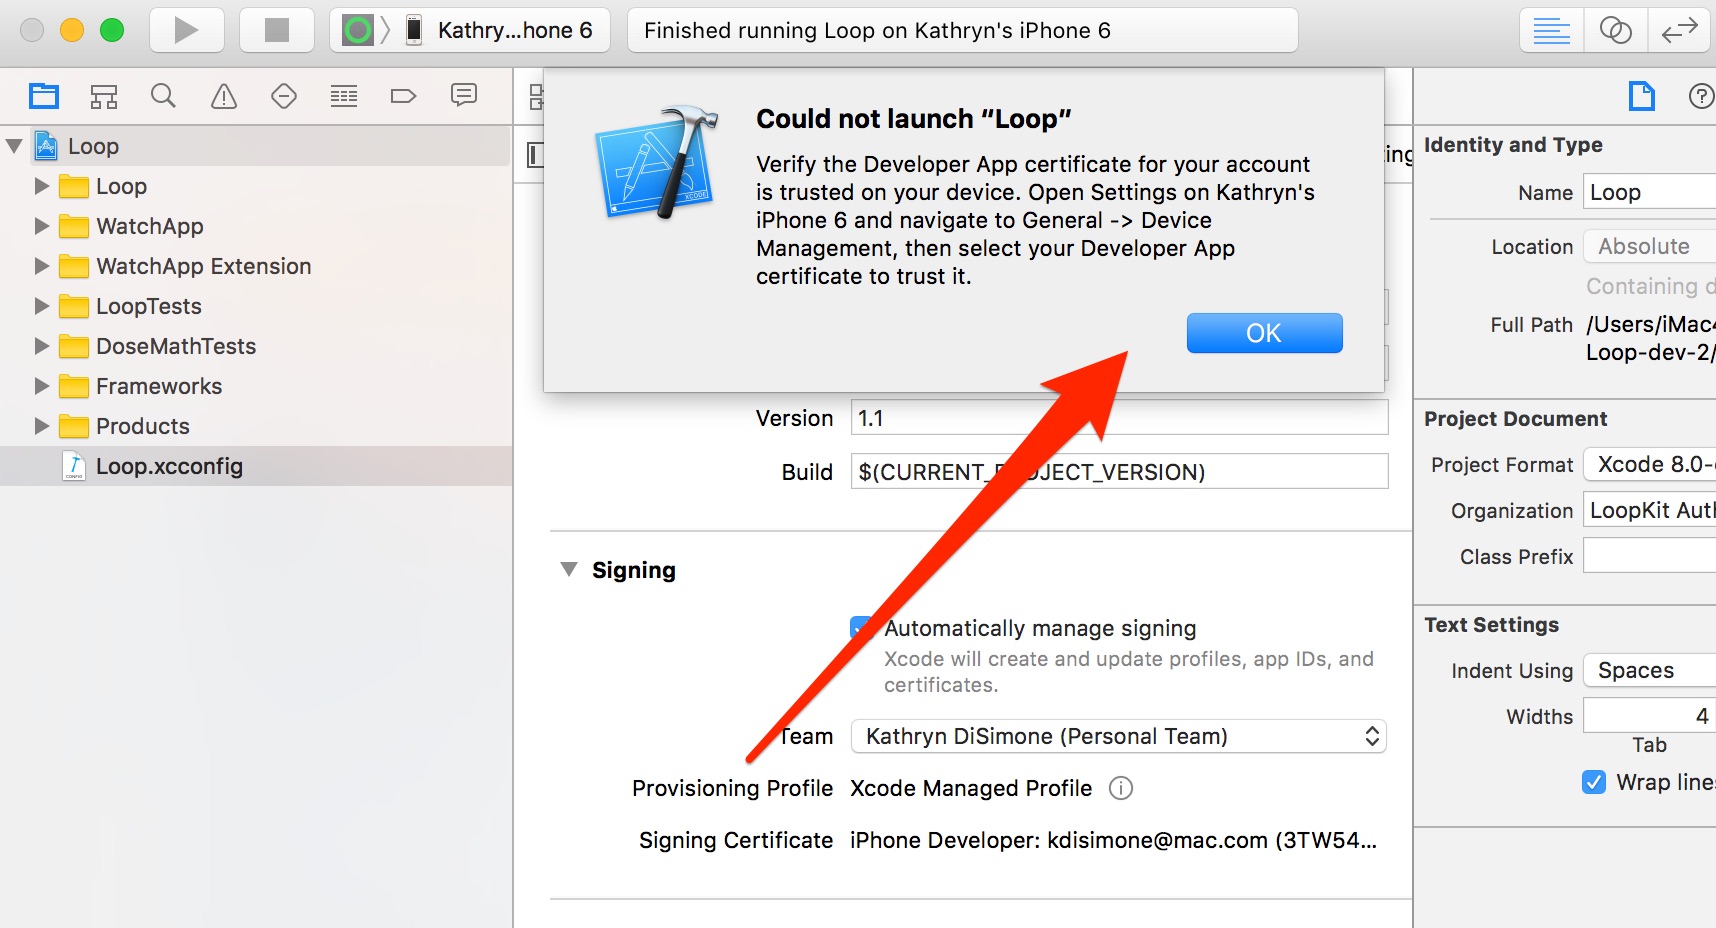 Kathry...hone 6
Finished running Loop on Kathryn's iPhone 6
Loop
Loop
WatchApp
WatchApp Extension
LoopTests
DoseMathTests
Frameworks
Products
Loop.xcconfig
Could not launch “Loop”
Verify the Developer App certificate for your account
is trusted on your device. Open Settings on Kathryn's
iPhone 6 and navigate to General -> Device
Management, then select your Developer App
certificate to trust it.
OK
Version 1.1
Build $(CURRENT_PROJECT_VERSION)
Signing
Automatically manage signing
Xcode will create and update profiles, app IDs, and
certificates.
Team Kathryn DiSimone (Personal Team)
Provisioning Profile Xcode Managed Profile
Signing Certificate iPhone Developer: kdisimone@mac.com (3TW54...
Identity and Type
Name Loop
Location Absolute
Containing
Full Path /Users/iMac4
Loop-dev-2/
Project Document
Project Format Xcode 8.0-
Organization LoopKit Auth
Class Prefix
Text Settings
Indent Using Spaces
Widths 4
Tab
Wrap lines